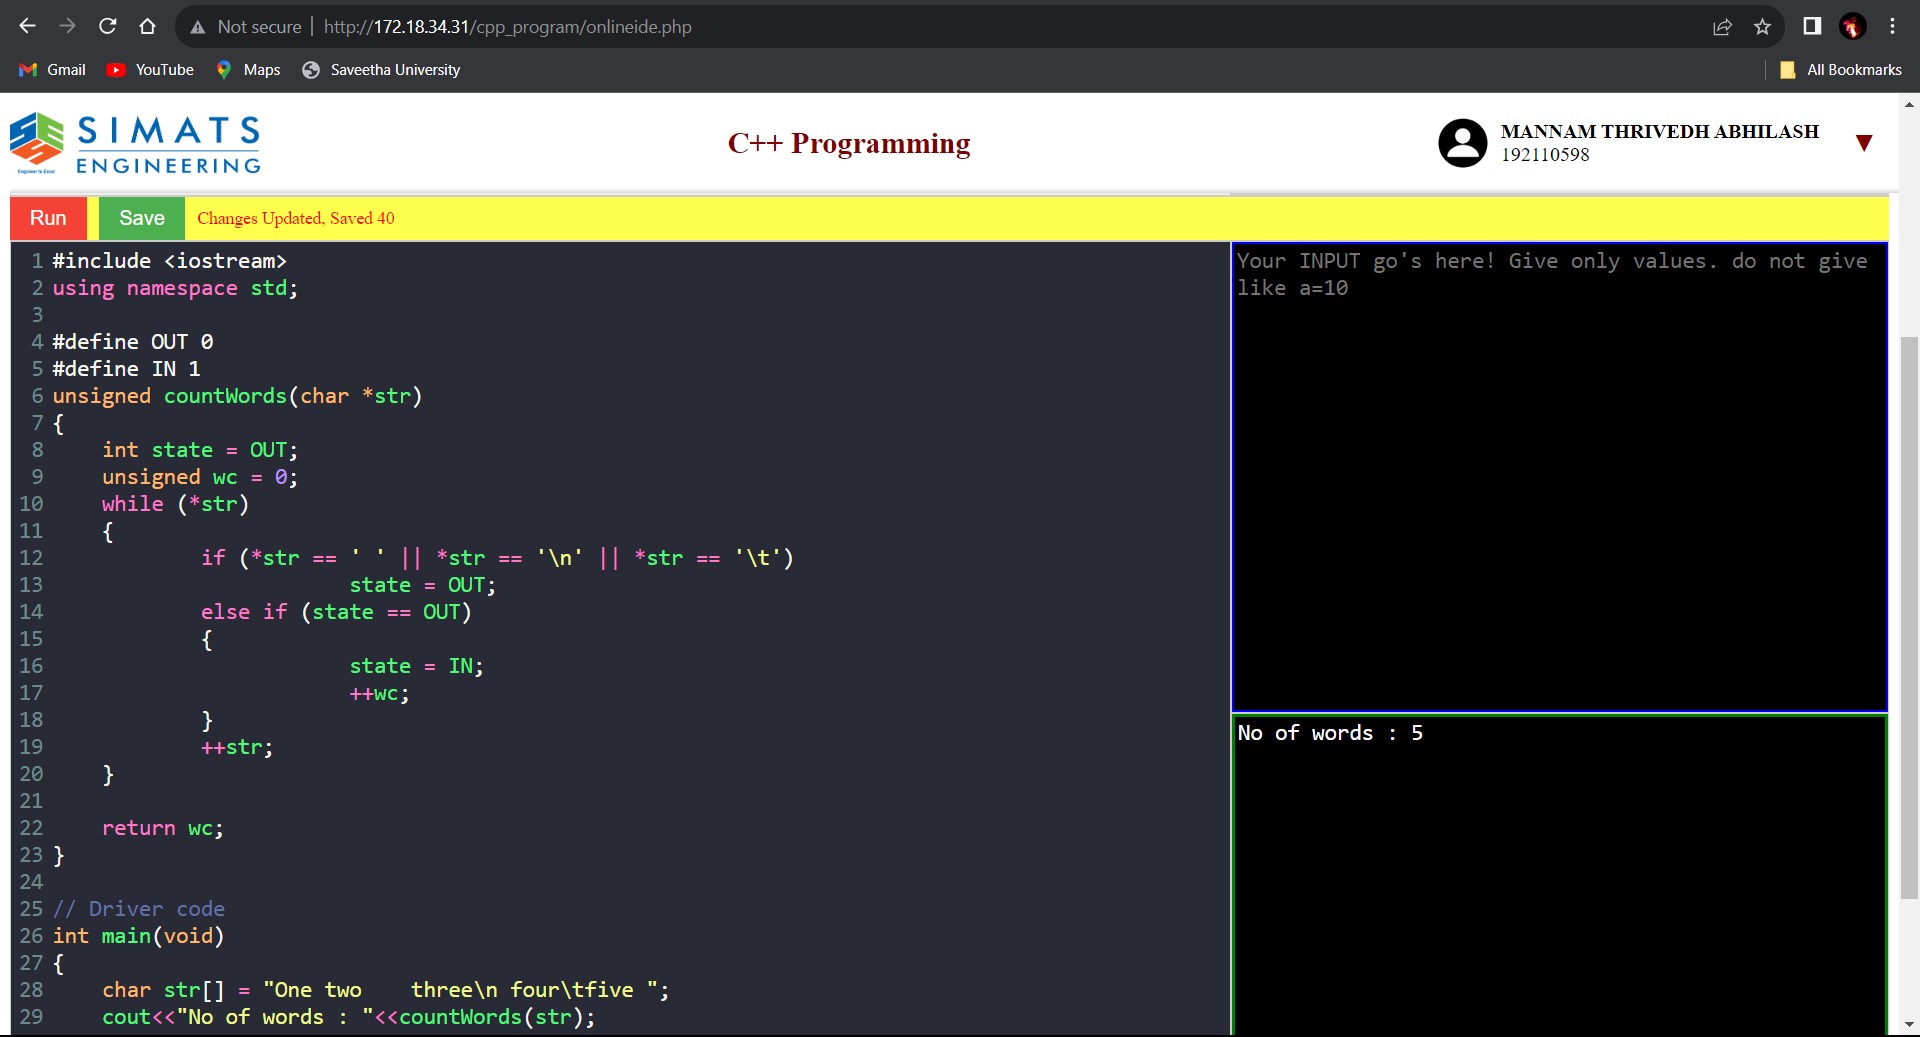 Not secure | http://172.18.34.31/cpp_program/onlineide.php
Gmail YouTube Maps Saveetha University All Bookmarks
SIMATS
ENGINEERING
Engineer to Excel
C++ Programming
MANNAM THRIVEDH ABHILASH
192110598
Run Save Changes Updated, Saved 40
1 #include <iostream>
2 using namespace std;
3
4 #define OUT 0
5 #define IN 1
6 unsigned countWords(char *str)
7 {
8     int state = OUT;
9     unsigned wc = 0;
10     while (*str)
11     {
12             if (*str == ' ' || *str == '\n' || *str == '\t')
13                         state = OUT;
14             else if (state == OUT)
15             {
16                         state = IN;
17                         ++wc;
18             }
19             ++str;
20     }
21
22     return wc;
23 }
24
25 // Driver code
26 int main(void)
27 {
28     char str[] = "One two    three\n four\tfive ";
29     cout<<"No of words : "<<countWords(str);
Your INPUT go's here! Give only values. do not give
like a=10
No of words : 5